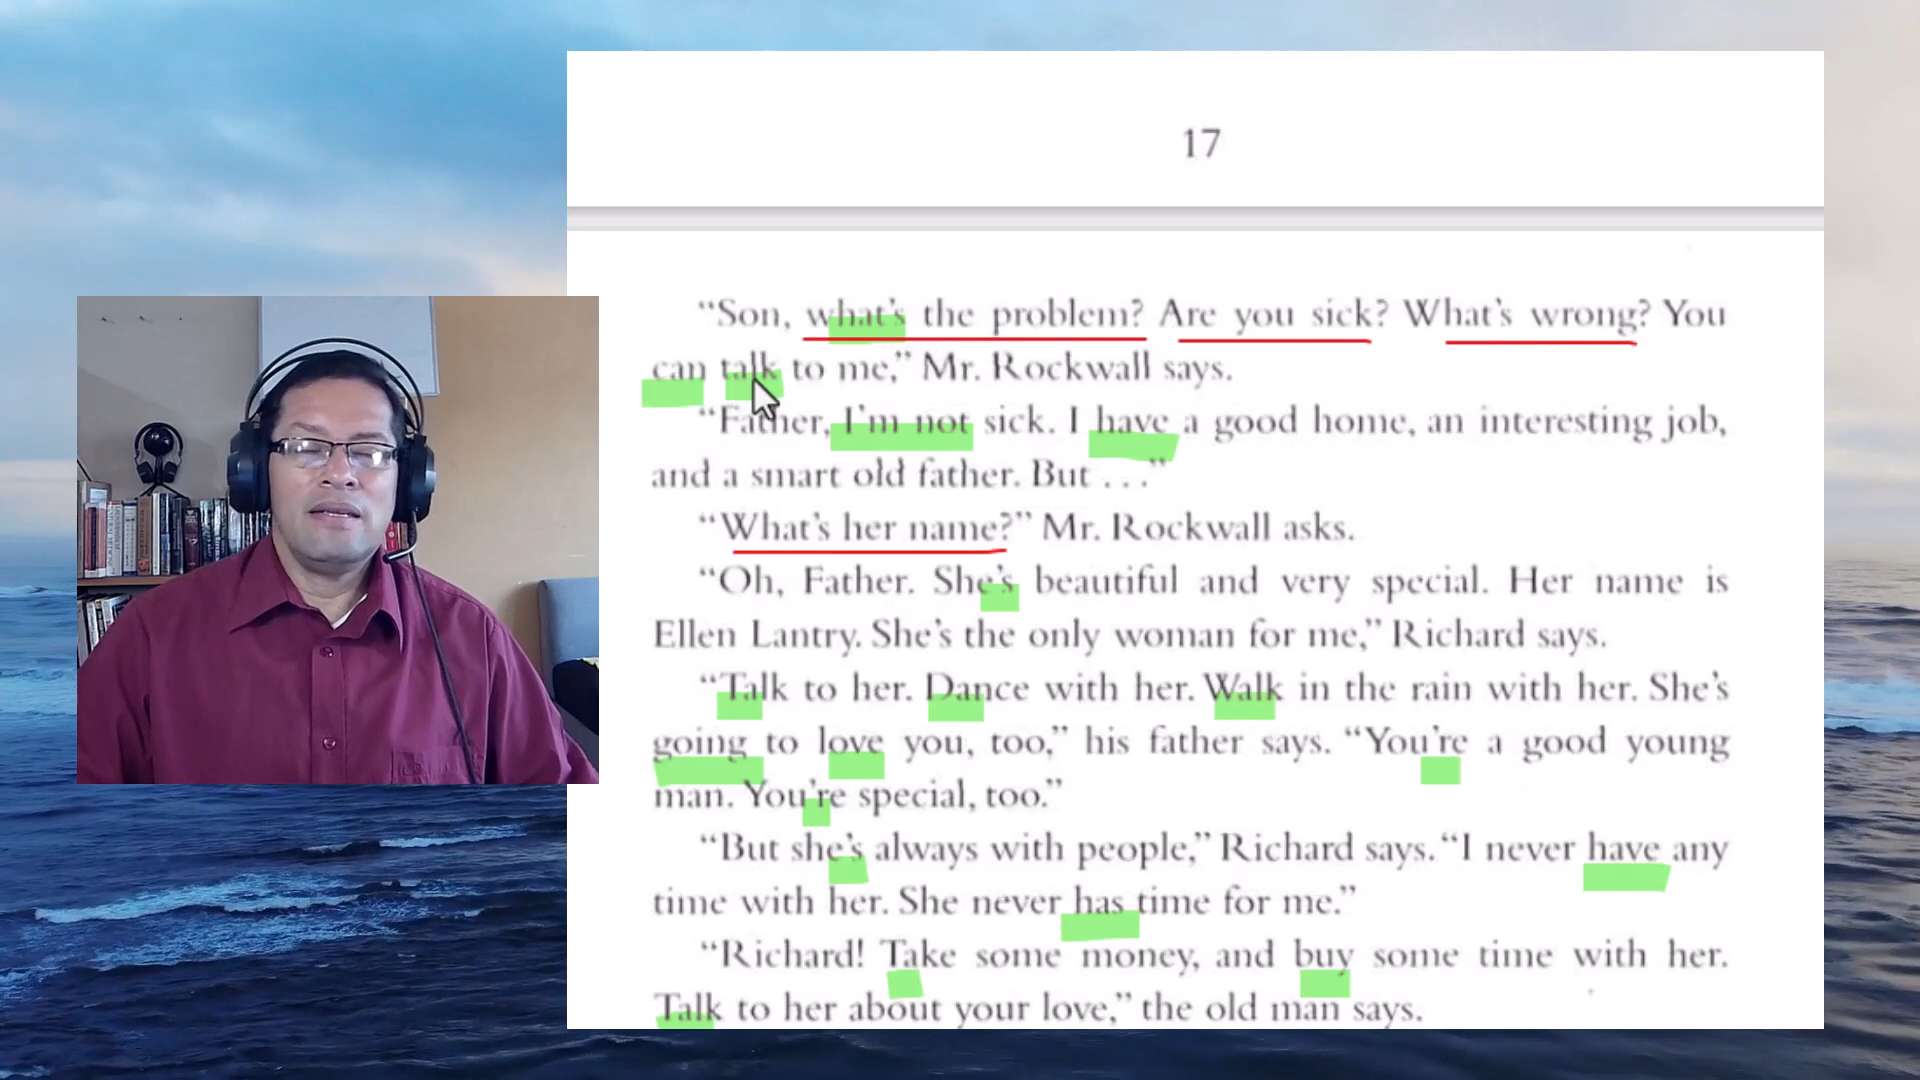 17
“Son, what’s the problem? Are you sick? What’s wrong? You
can talk to me,” Mr. Rockwall says.
“Father, I’m not sick. I have a good home, an interesting job,
and a smart old father. But . . .”
“What’s her name?” Mr. Rockwall asks.
“Oh, Father. She’s beautiful and very special. Her name is
Ellen Lantry. She’s the only woman for me,” Richard says.
“Talk to her. Dance with her. Walk in the rain with her. She’s
going to love you, too,” his father says. “You’re a good young
man. You’re special, too.”
“But she’s always with people,” Richard says. “I never have any
time with her. She never has time for me.”
“Richard! Take some money, and buy some time with her.
Talk to her about your love,” the old man says.